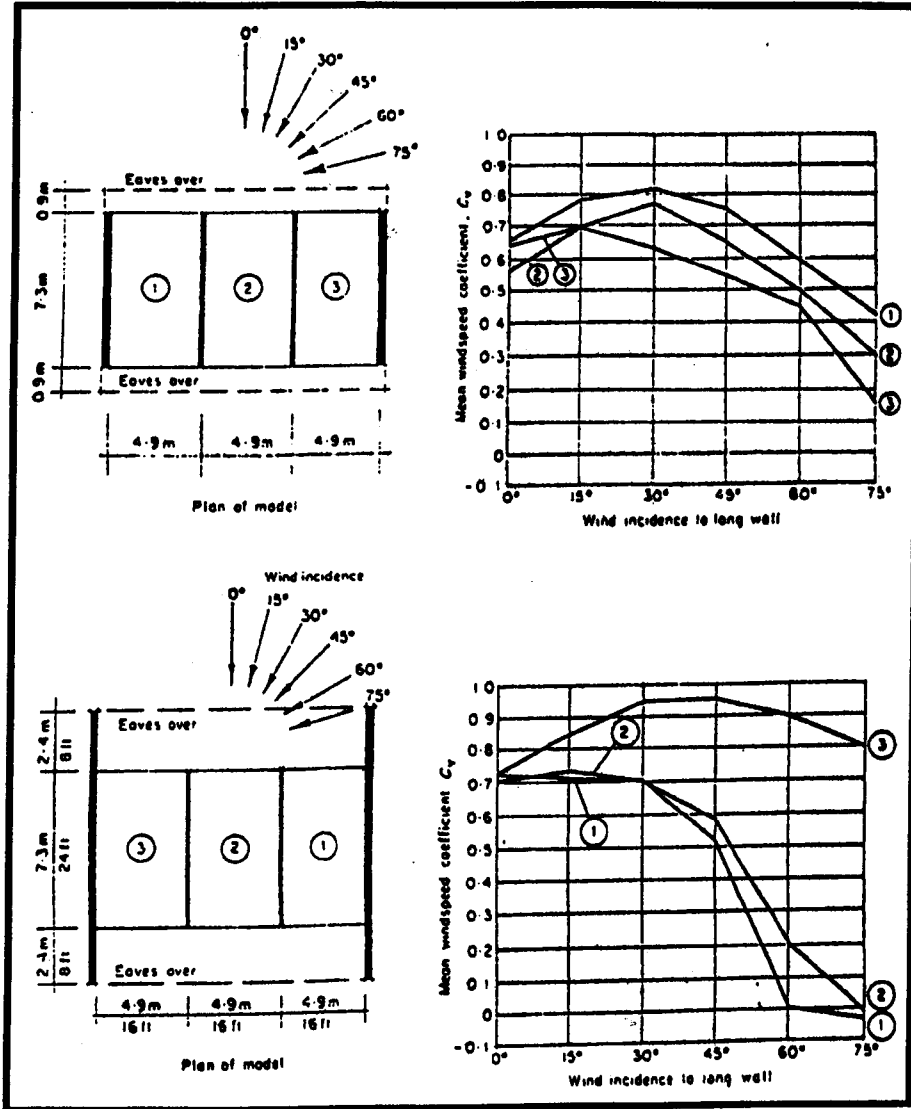 0°
15°
30°
45°
60°
75°
Eaves over
0.9m
7.3m
0.9m
① ② ③
Eaves over
4.9m 4.9m 4.9m
Plan of model
Mean windspeed coefficient, Cv
1.0
0.9
0.8
0.7
0.6
0.5
0.4
0.3
0.2
0.1
0
-0.1
② ③
①
②
③
0° 15° 30° 45° 60° 75°
Wind incidence to long wall
Wind incidence
0°
15°
30°
45°
60°
75°
Eaves over
2.4m
8ft
7.3m
24ft
2.4m
8ft
③ ② ①
Eaves over
4.9m 4.9m 4.9m
16ft 16ft 16ft
Plan of model
Mean windspeed coefficient Cv
1.0
0.9
0.8
0.7
0.6
0.5
0.4
0.3
0.2
0.1
0
-0.1
②
①
③
②
①
0° 15° 30° 45° 60° 75°
Wind incidence to long wall